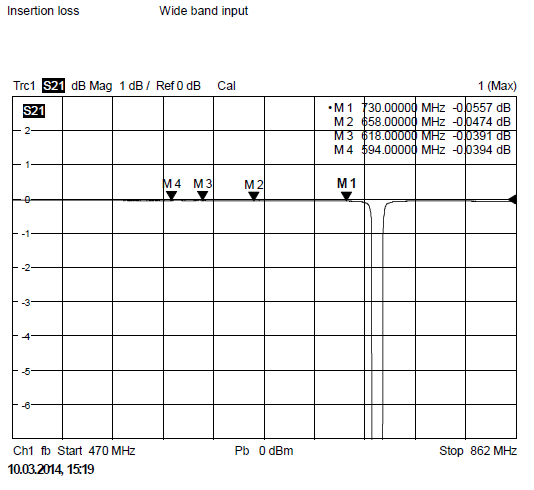 Insertion loss Wide band input
Trc1 S21 dB Mag 1 dB / Ref 0 dB Cal 1 (Max)
S21
•M 1 730.00000 MHz -0.0557 dB
M 2 658.00000 MHz -0.0474 dB
M 3 618.00000 MHz -0.0391 dB
M 4 594.00000 MHz -0.0394 dB
2
1
M 4 M 3 M 2 M 1
0
-1
-2
-3
-4
-5
-6
Ch1 fb Start 470 MHz Pb 0 dBm Stop 862 MHz
10.03.2014, 15:19